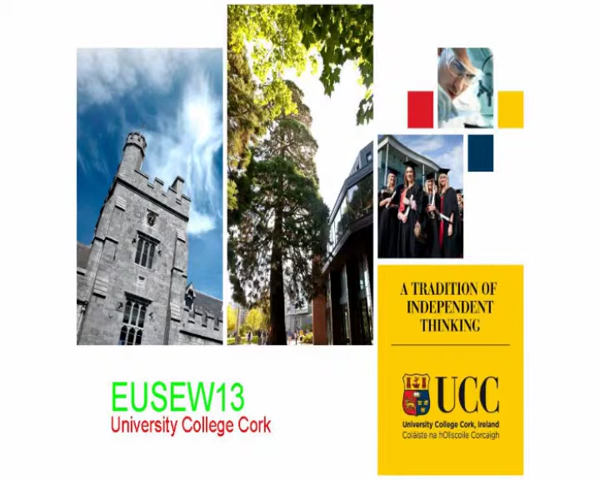 A TRADITION OF
INDEPENDENT
THINKING
UCC
University College Cork, Ireland
Coláiste na hOllscoile Corcaigh
EUSEW13
University College Cork